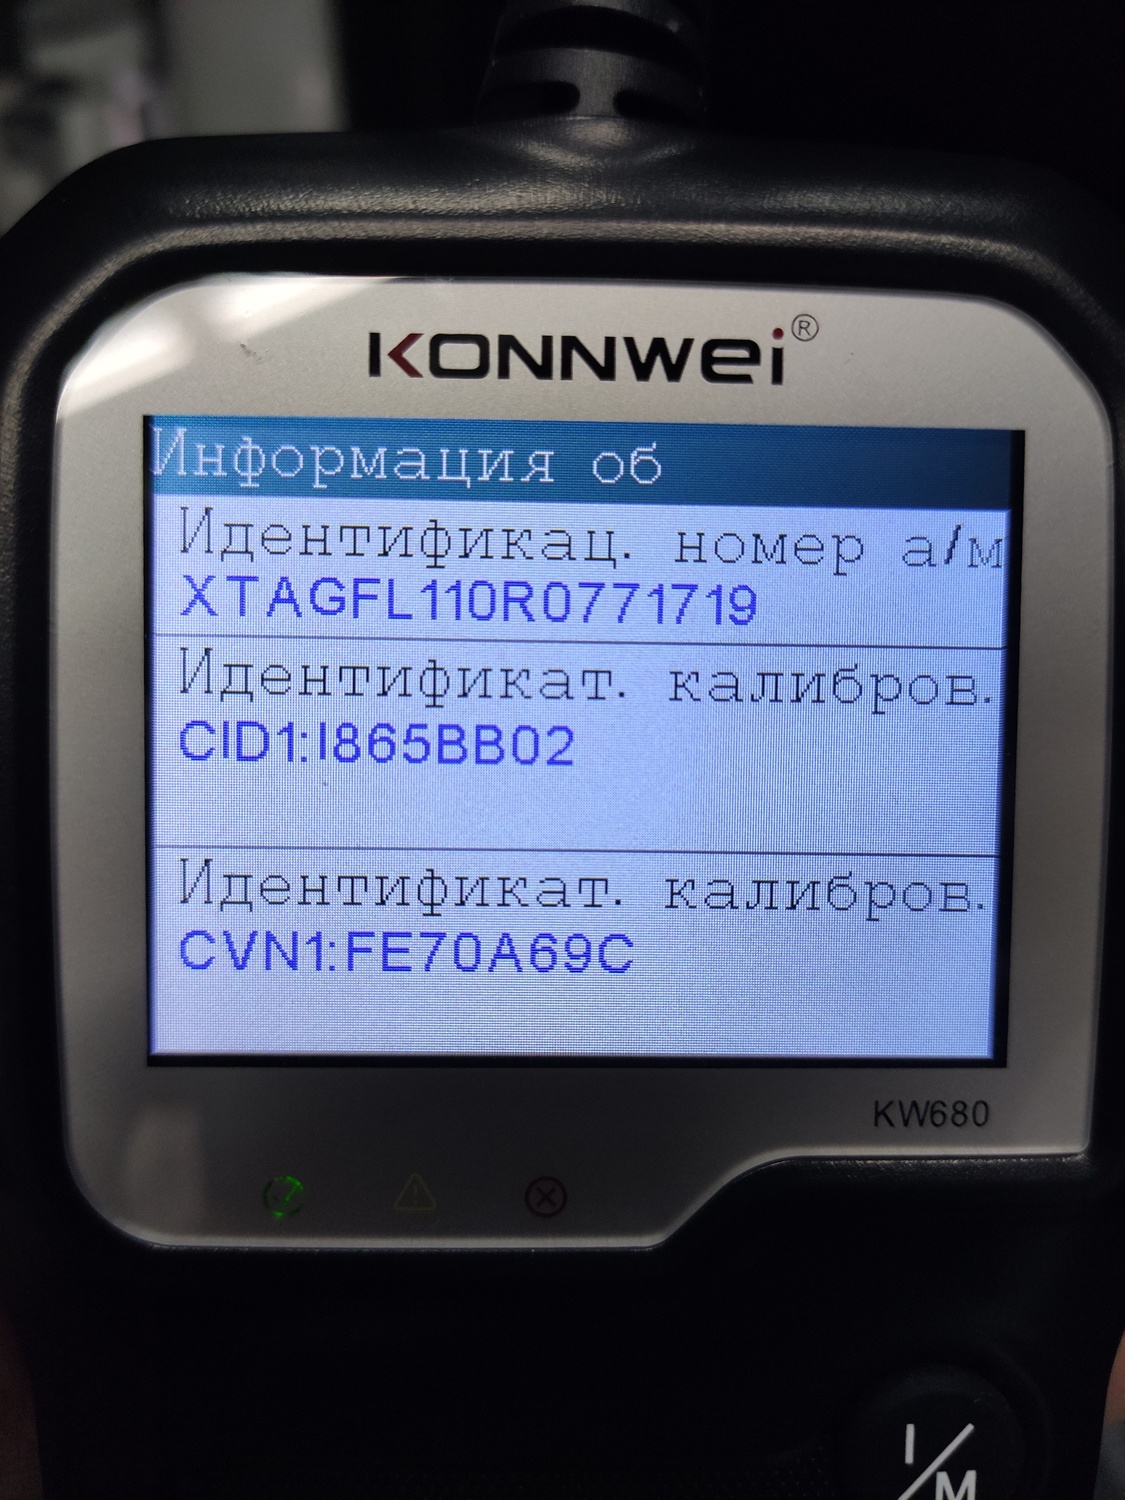 KONNWEI®
Информация об
Идентификац. номер а/м
XTAGFL110R0771719
Идентификат. калибров.
CID1:I865BB02
Идентификат. калибров.
CVN1:FE70A69C
KW680
I/M